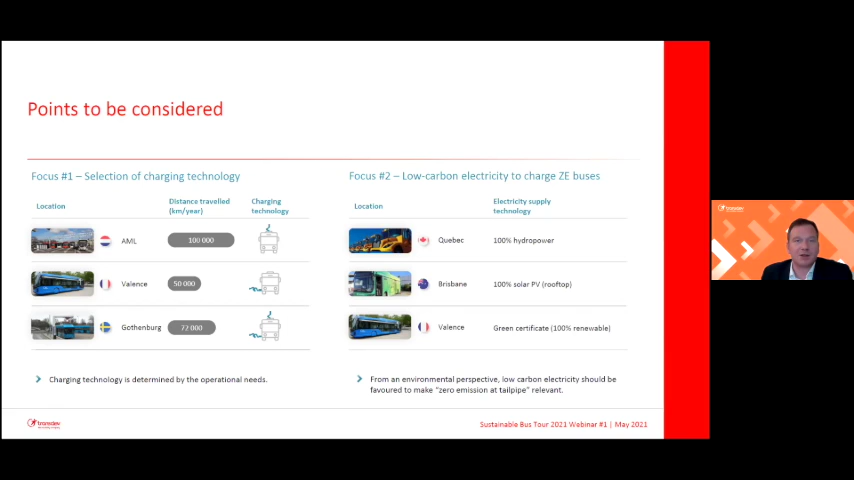 Points to be considered
Focus #1 – Selection of charging technology
Location
Distance travelled
(km/year)
Charging
technology
AML
100 000
Valence
50 000
Gothenburg
72 000
Charging technology is determined by the operational needs.
Focus #2 – Low-carbon electricity to charge ZE buses
Location
Electricity supply
technology
Quebec
100% hydropower
Brisbane
100% solar PV (rooftop)
Valence
Green certificate (100% renewable)
From an environmental perspective, low carbon electricity should be
favoured to make "zero emission at tailpipe" relevant.
transdev
Sustainable Bus Tour 2021 Webinar #1 | May 2021
transdev